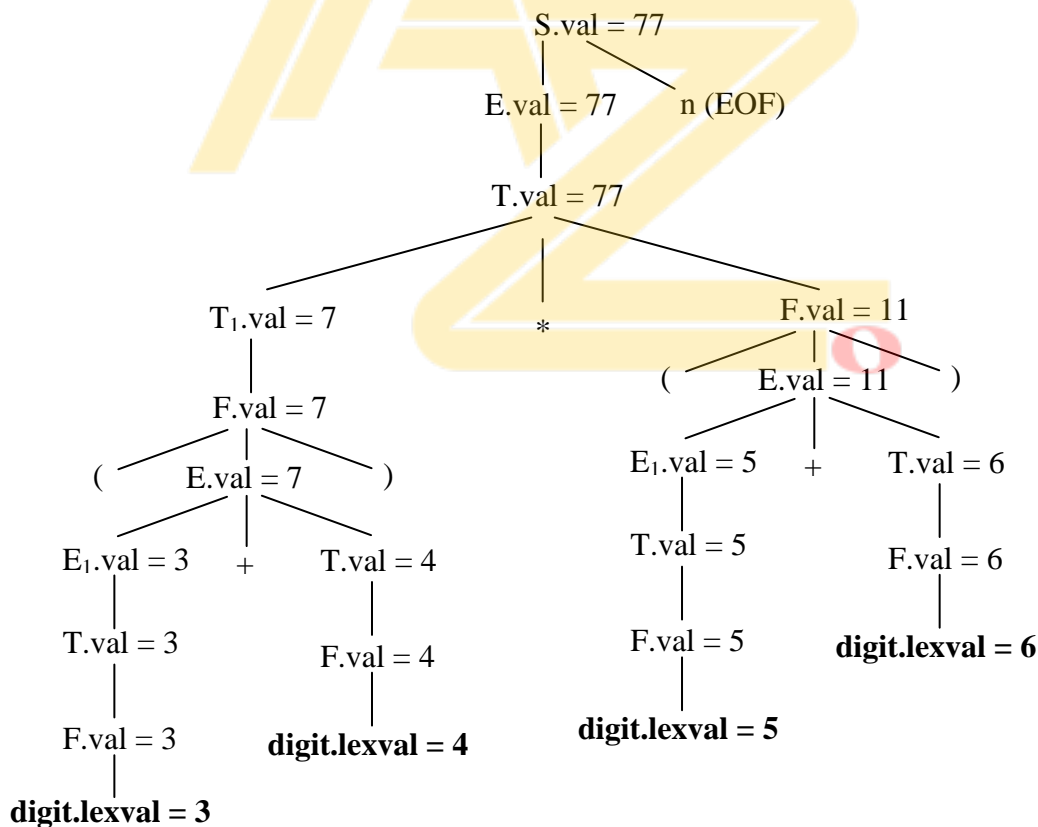 S.val = 77
E.val = 77 n (EOF)
T.val = 77
T₁.val = 7 * F.val = 11
( E.val = 11 )
F.val = 7
E₁.val = 5 + T.val = 6
( E.val = 7 )
T.val = 5 F.val = 6
E₁.val = 3 + T.val = 4
F.val = 5 digit.lexval = 6
T.val = 3 F.val = 4
digit.lexval = 5
F.val = 3 digit.lexval = 4
digit.lexval = 3